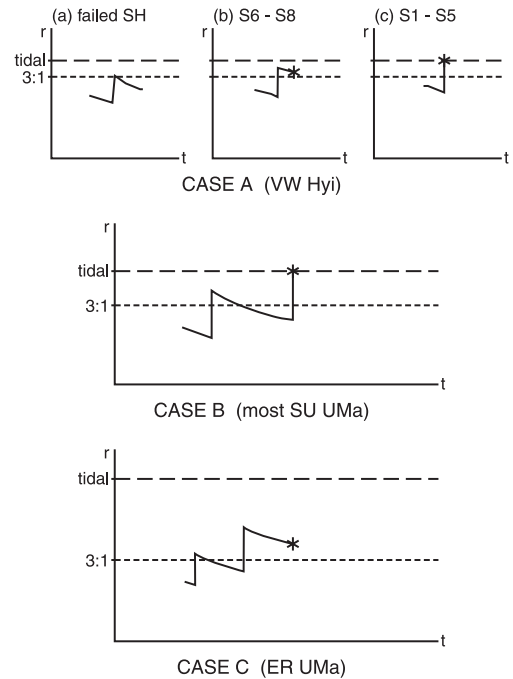 (a) failed SH
(b) S6 - S8
(c) S1 - S5
r
r
r
tidal
3:1
t
t
t
CASE A (VW Hyi)
r
tidal
3:1
t
CASE B (most SU UMa)
r
tidal
3:1
t
CASE C (ER UMa)